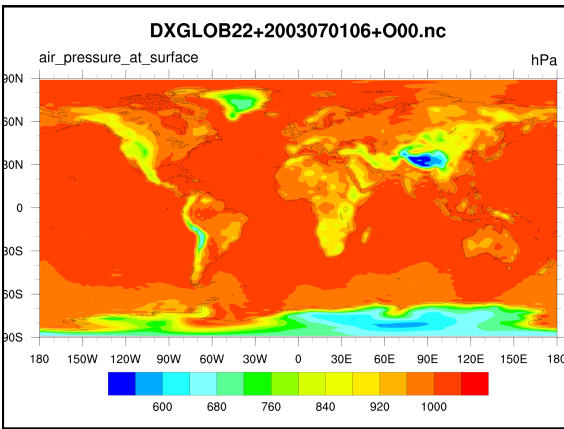 DXGLOB22+2003070106+O00.nc
air_pressure_at_surface hPa
90N
60N
30N
0
30S
60S
90S
180 150W 120W 90W 60W 30W 0 30E 60E 90E 120E 150E 180
600 680 760 840 920 1000